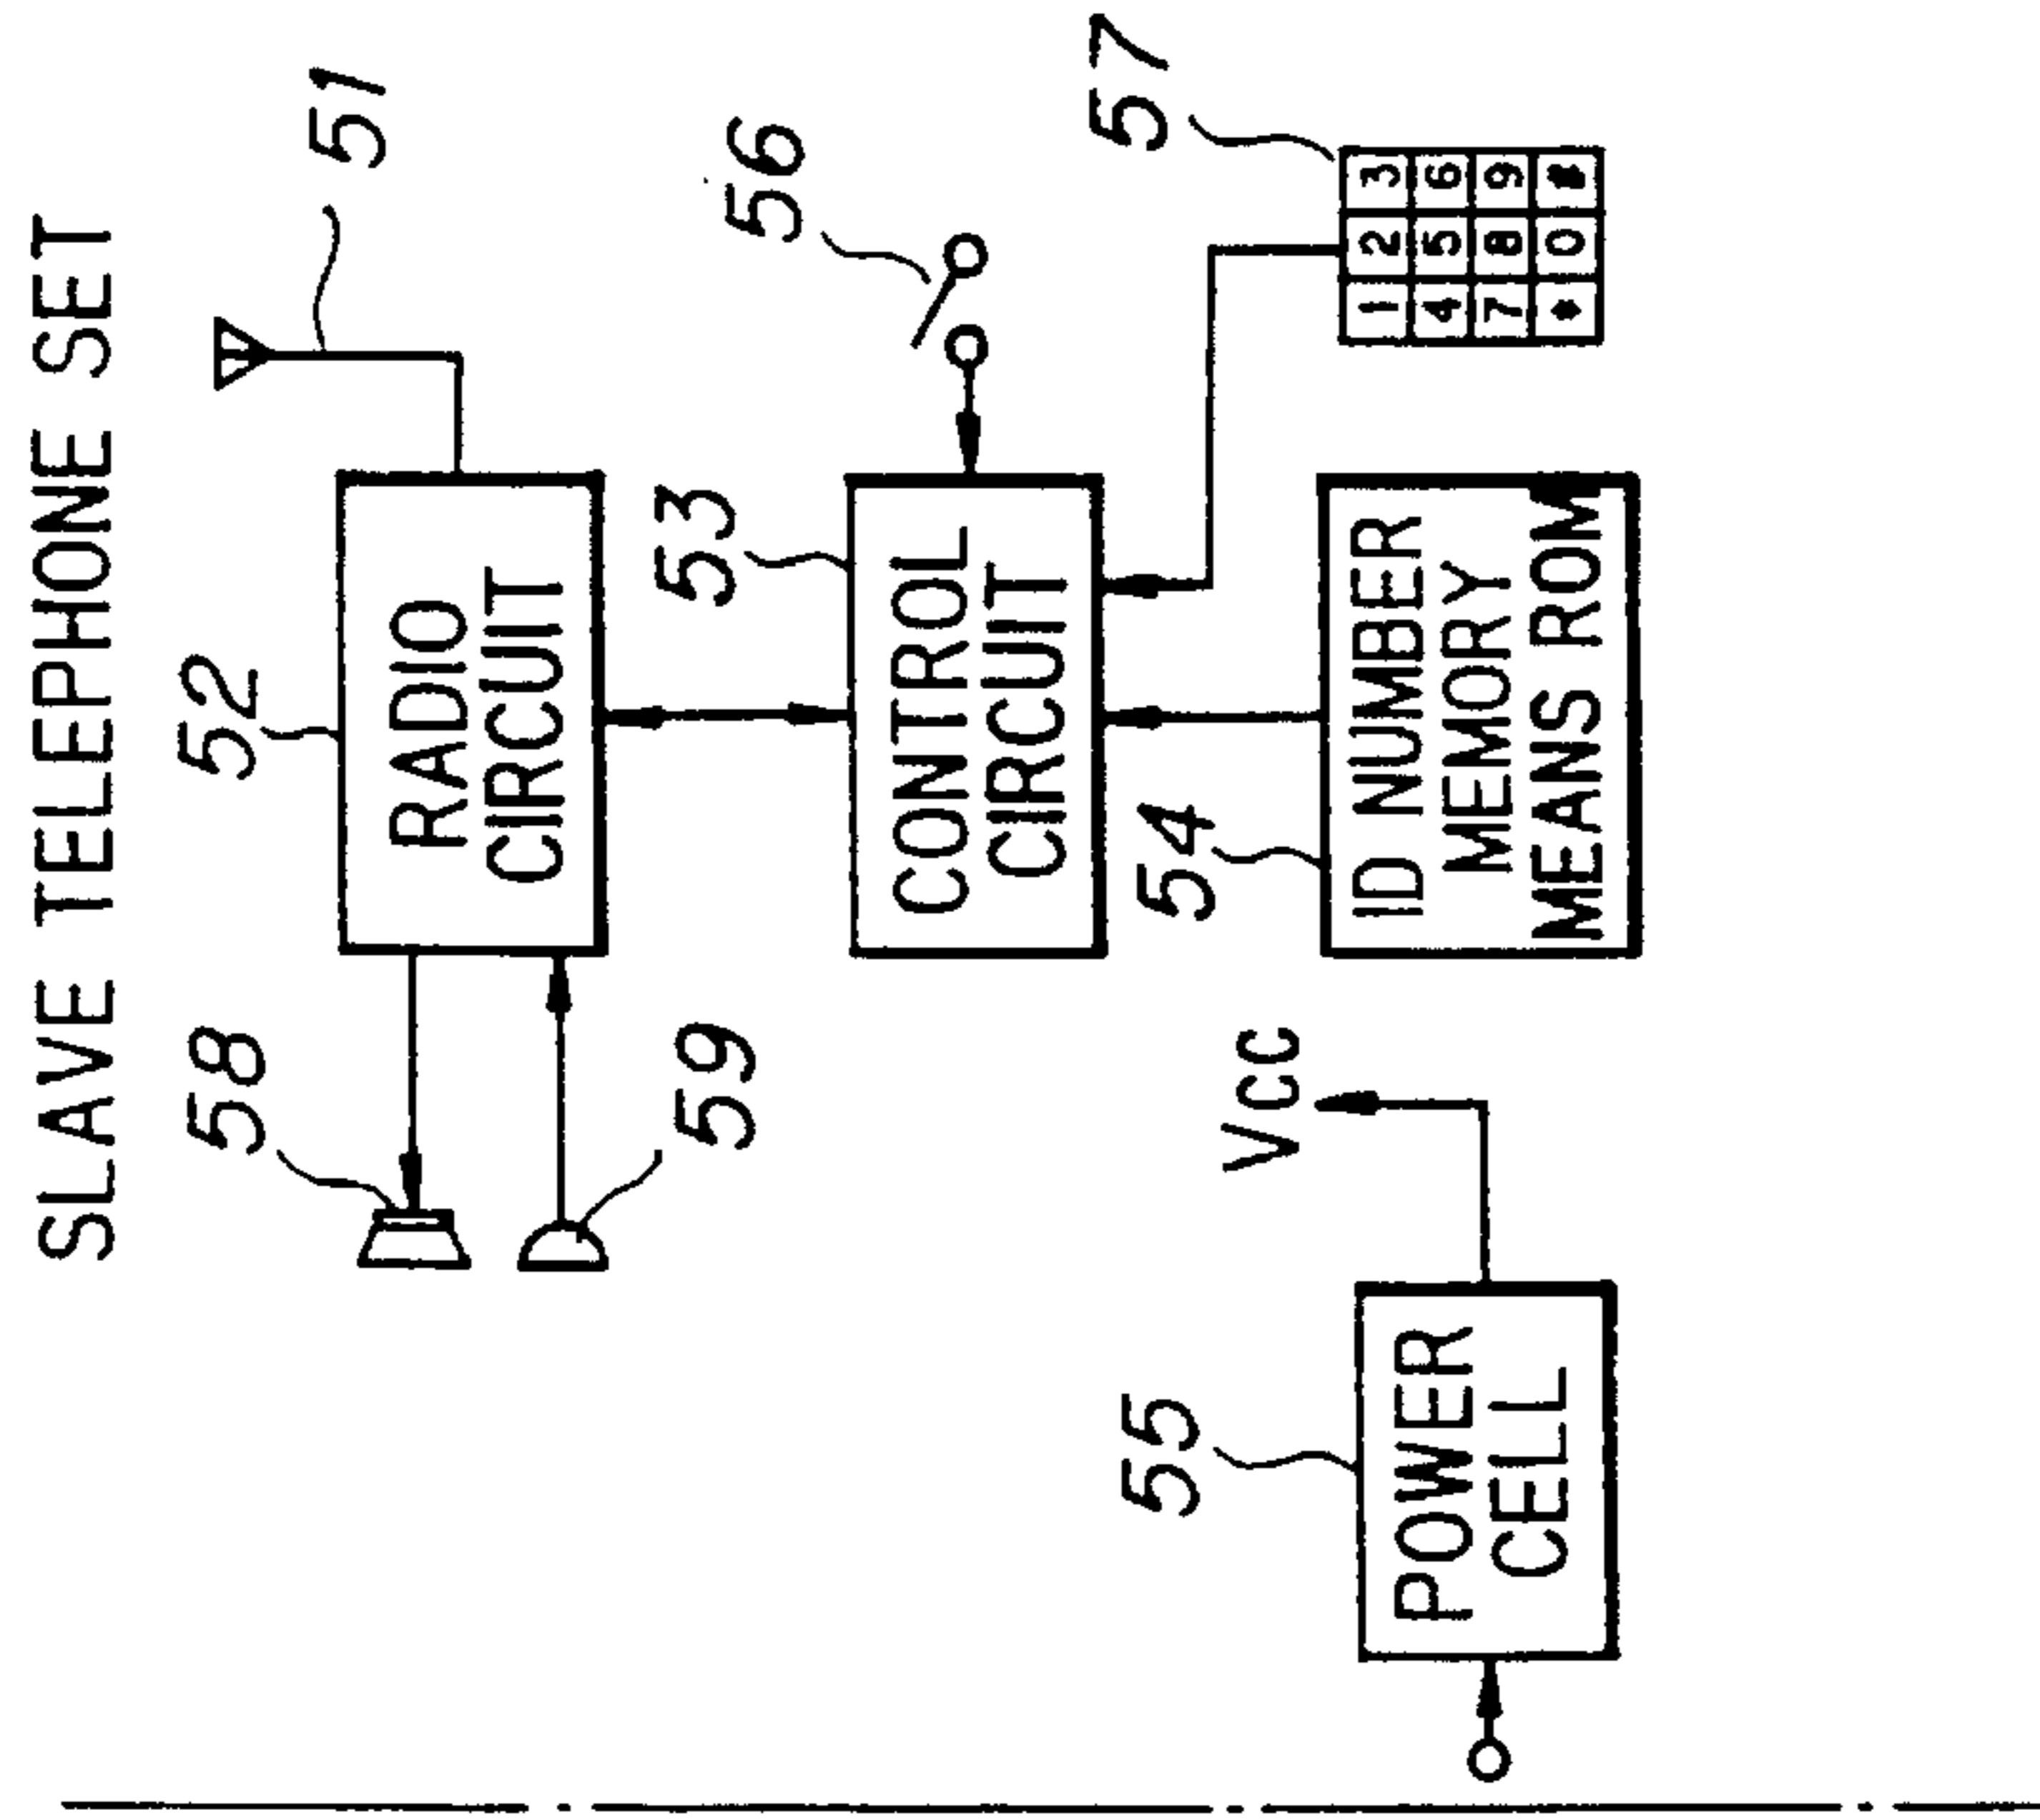 SLAVE TELEPHONE SET
51
52
RADIO
CIRCUIT
58
59
53
CONTROL
CIRCUIT
56
57
1 2 3
4 5 6
7 8 9
0
54
ID NUMBER
MEMORY
MEANS ROM
Vcc
55
POWER
CELL